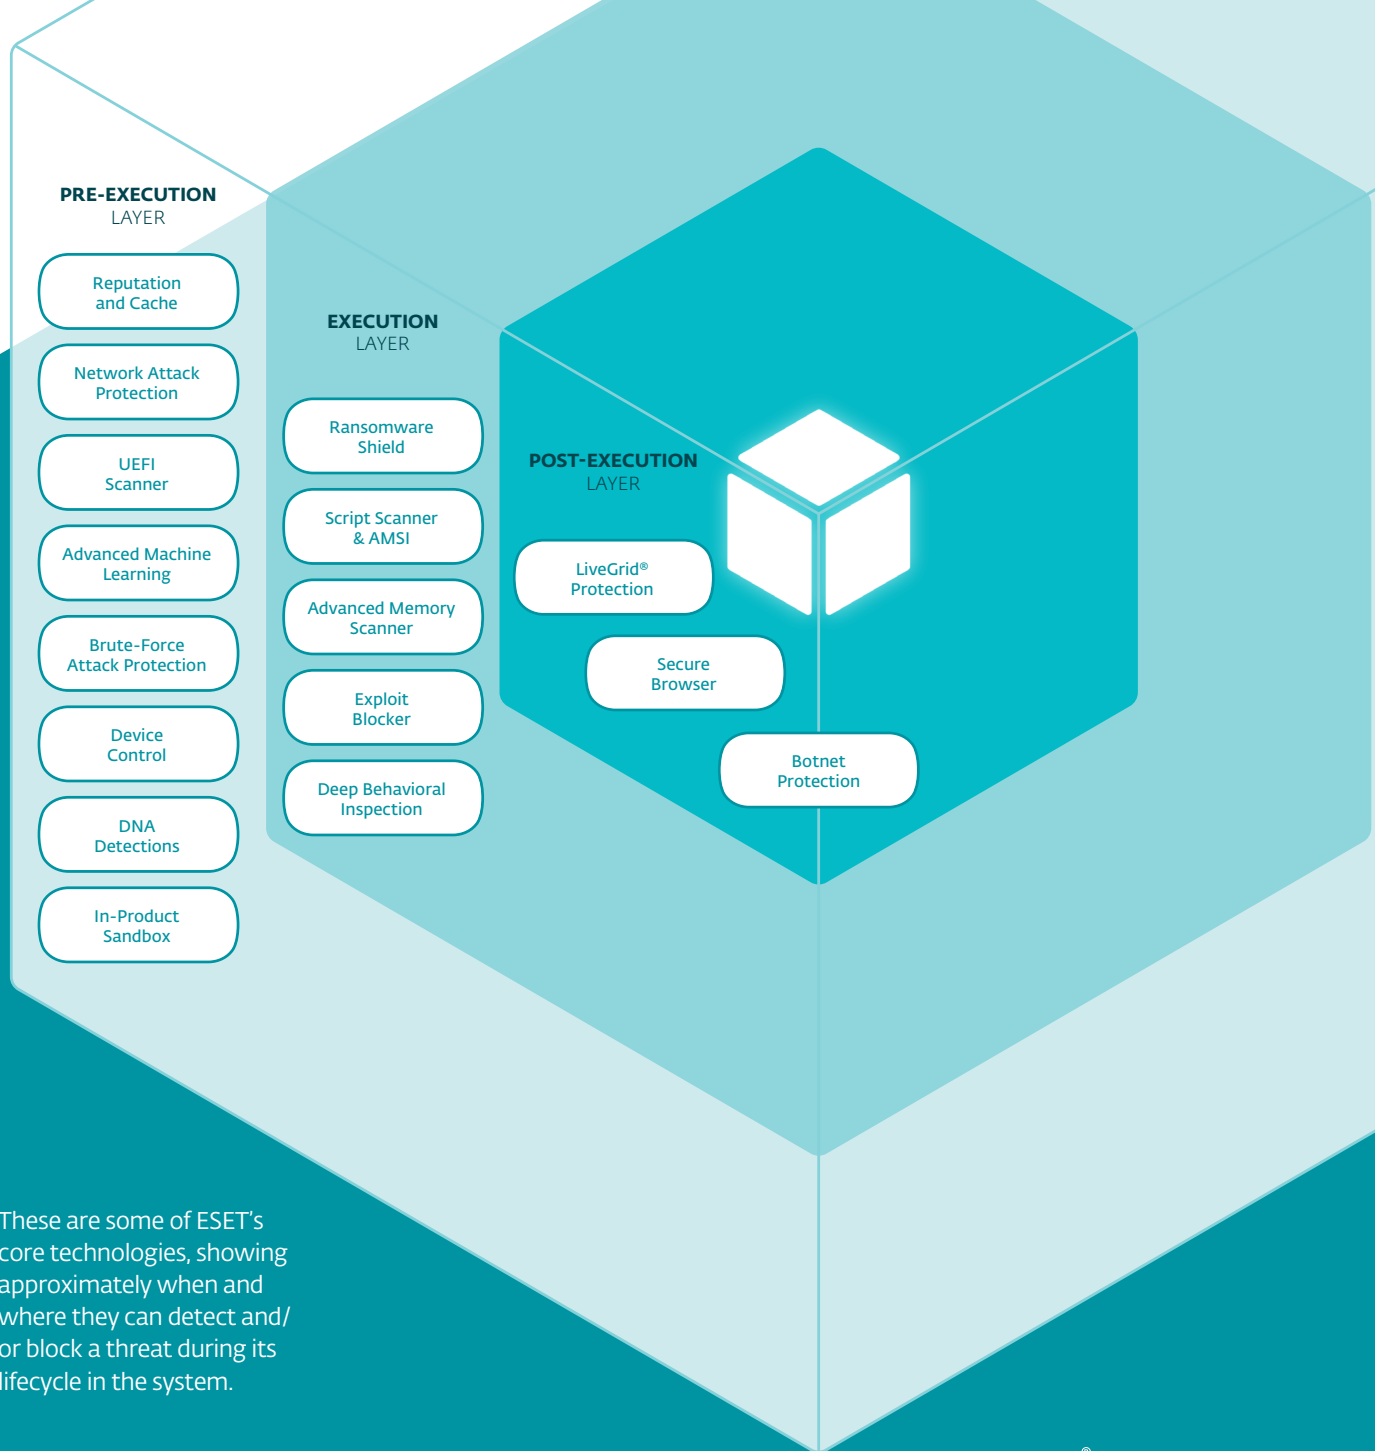 PRE-EXECUTION
LAYER
Reputation
and Cache
Network Attack
Protection
UEFI
Scanner
Advanced Machine
Learning
Brute-Force
Attack Protection
Device
Control
DNA
Detections
In-Product
Sandbox
EXECUTION
LAYER
Ransomware
Shield
Script Scanner
& AMSI
Advanced Memory
Scanner
Exploit
Blocker
Deep Behavioral
Inspection
POST-EXECUTION
LAYER
LiveGrid®
Protection
Secure
Browser
Botnet
Protection
These are some of ESET’s
core technologies, showing
approximately when and
where they can detect and/
or block a threat during its
lifecycle in the system.
®